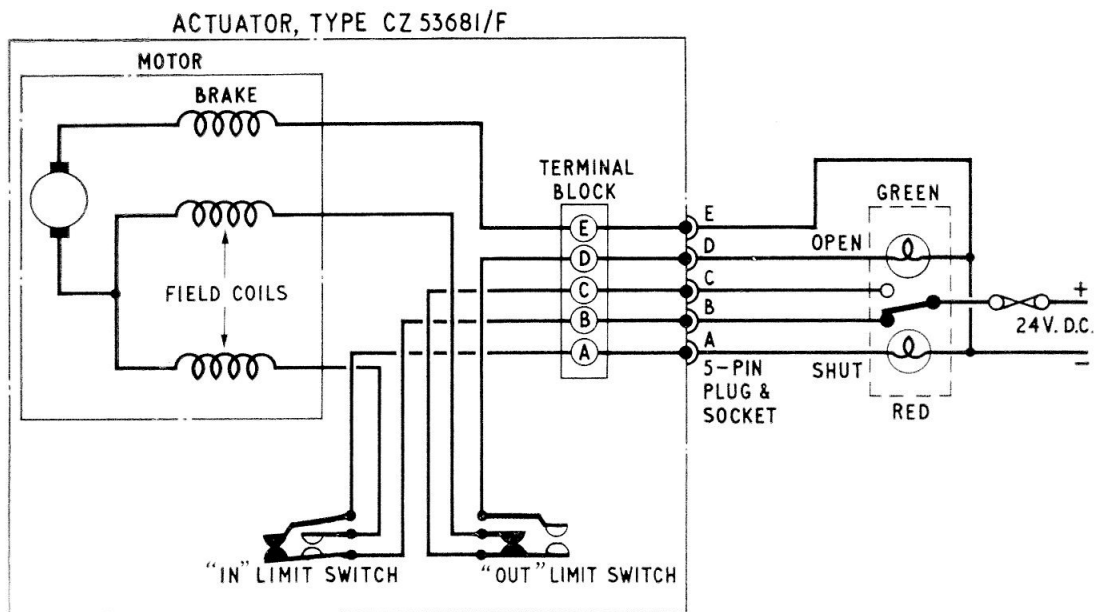 ACTUATOR, TYPE CZ 53681/F
MOTOR
BRAKE
FIELD COILS
TERMINAL
BLOCK
E
D
C
B
A
E
D
C
B
A
5-PIN
PLUG &
SOCKET
GREEN
OPEN
SHUT
RED
+
24V. D.C.
−
"IN" LIMIT SWITCH
"OUT" LIMIT SWITCH